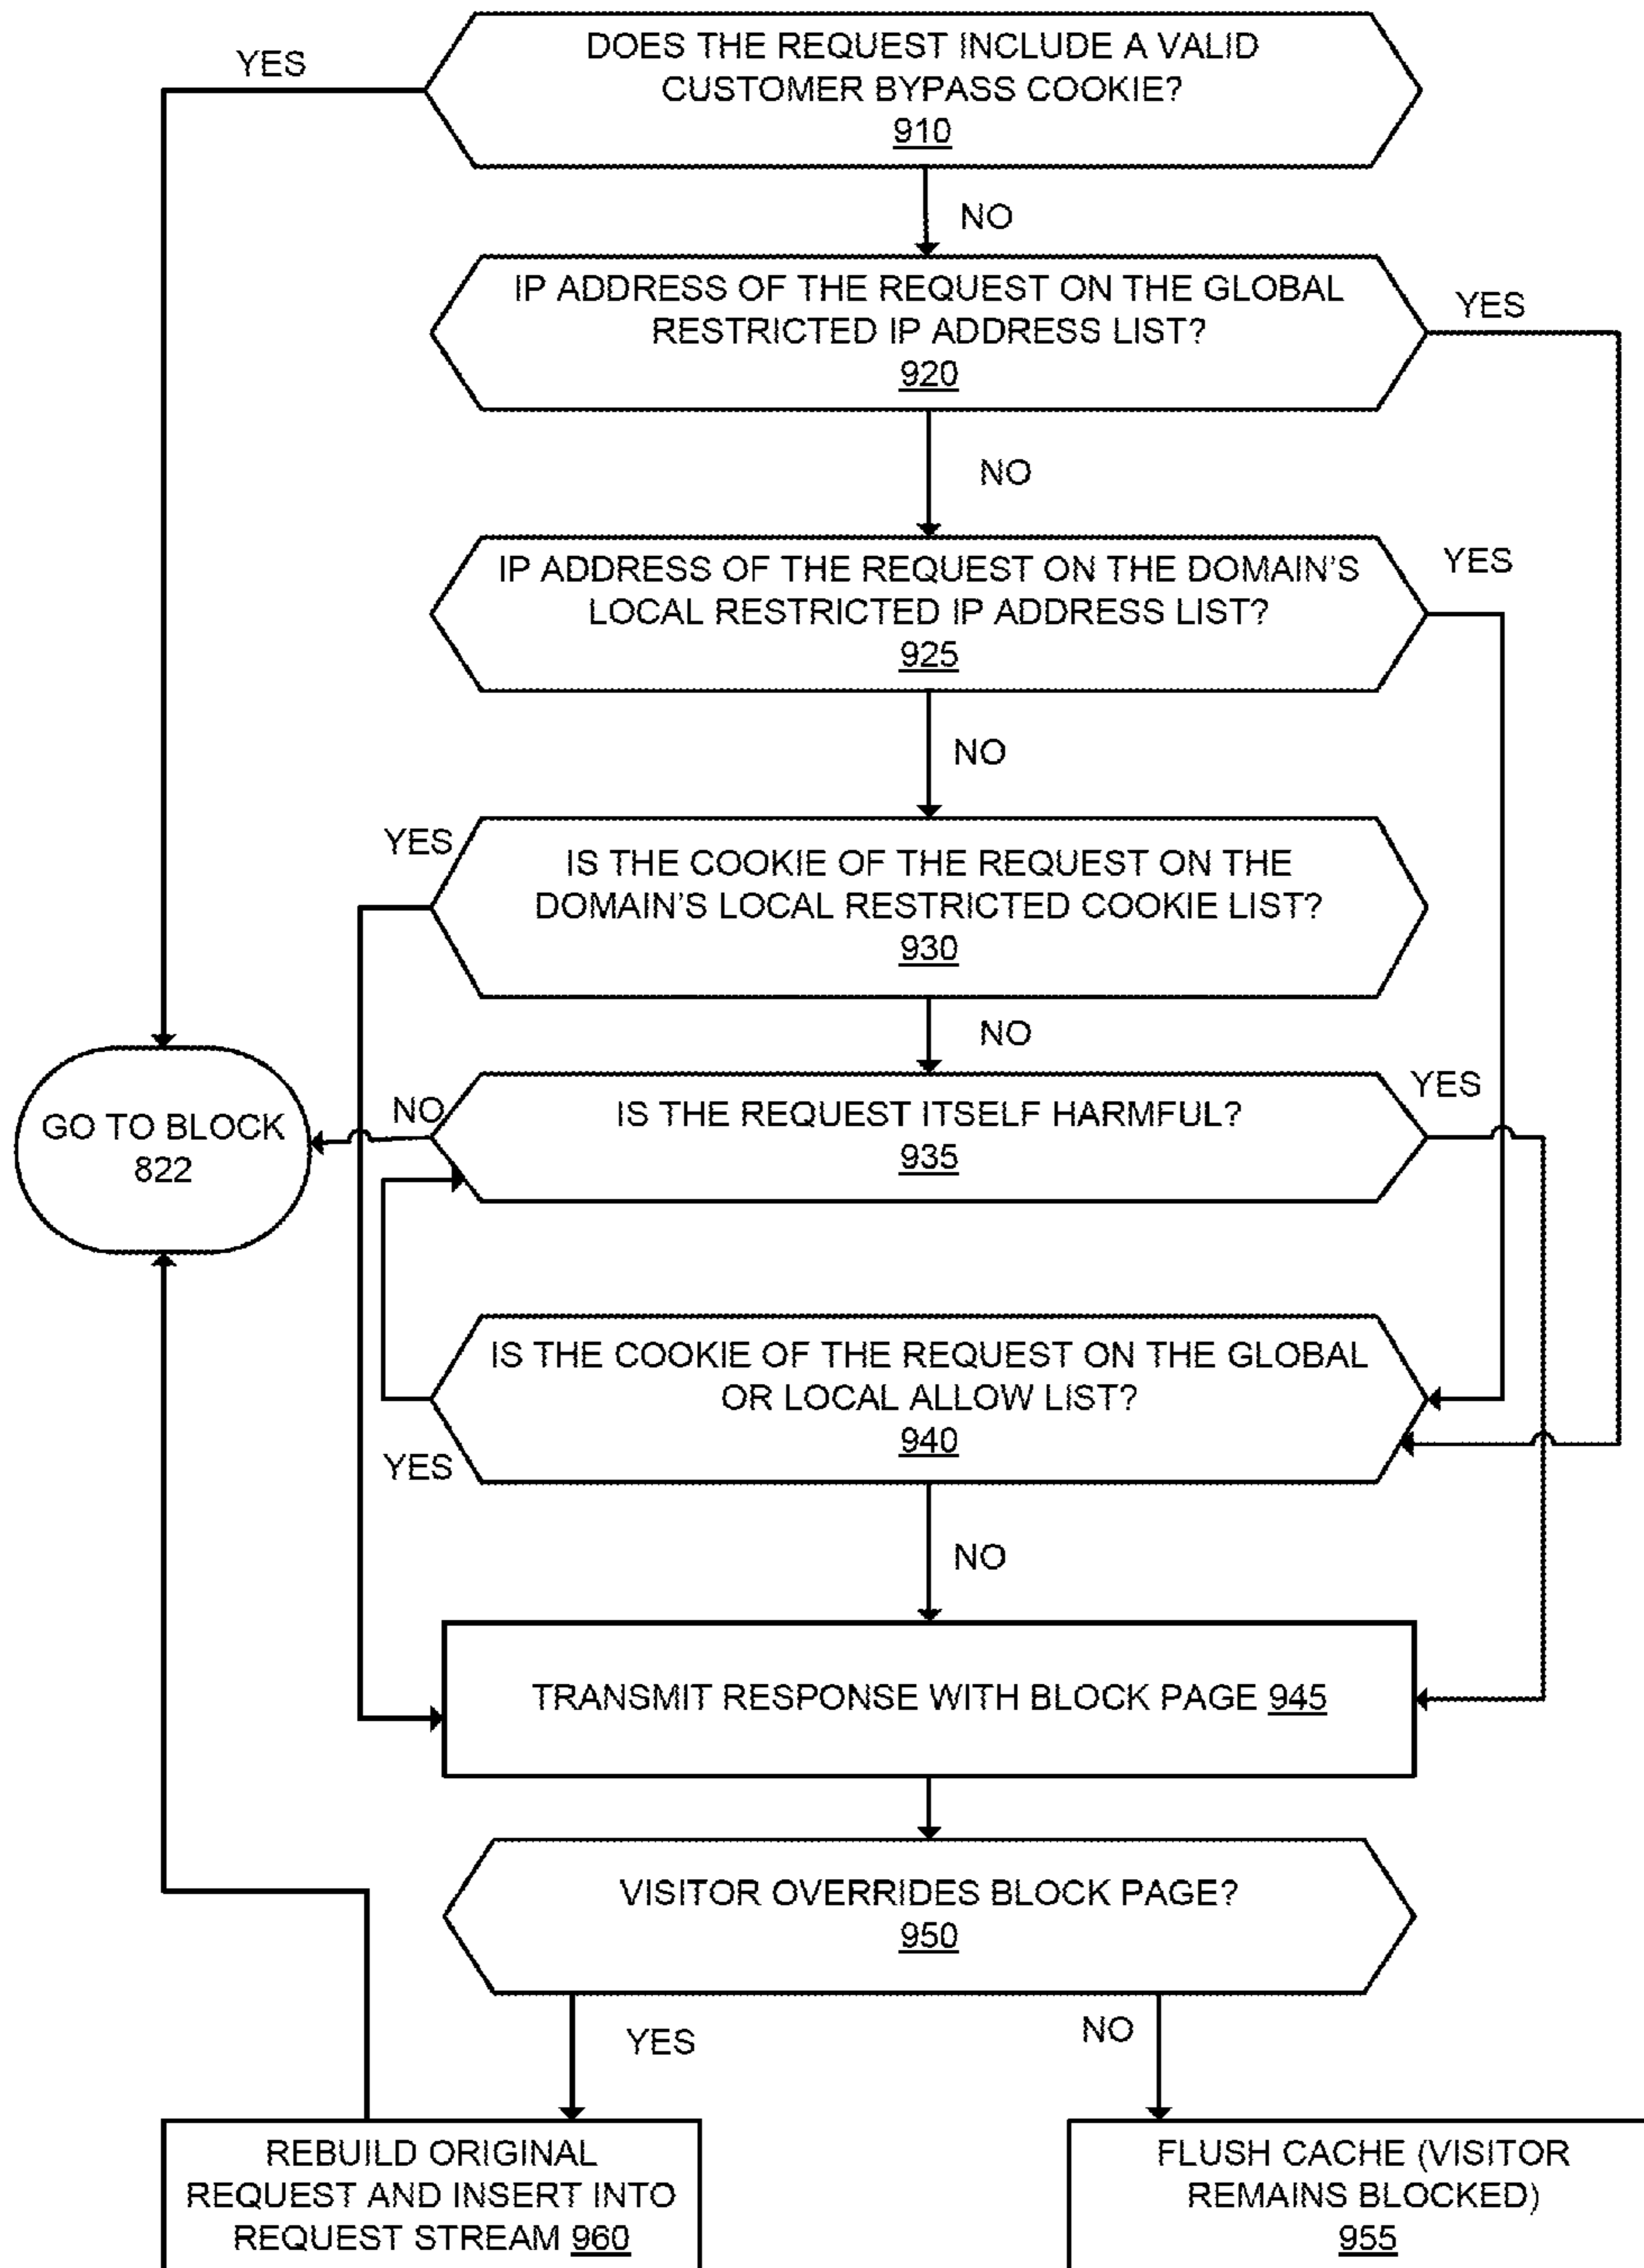 YES
DOES THE REQUEST INCLUDE A VALID
CUSTOMER BYPASS COOKIE?
910
NO
IP ADDRESS OF THE REQUEST ON THE GLOBAL
RESTRICTED IP ADDRESS LIST?
920
YES
NO
IP ADDRESS OF THE REQUEST ON THE DOMAIN'S
LOCAL RESTRICTED IP ADDRESS LIST?
925
YES
NO
YES
IS THE COOKIE OF THE REQUEST ON THE
DOMAIN'S LOCAL RESTRICTED COOKIE LIST?
930
NO
GO TO BLOCK
822
NO
IS THE REQUEST ITSELF HARMFUL?
935
YES
IS THE COOKIE OF THE REQUEST ON THE GLOBAL
OR LOCAL ALLOW LIST?
940
YES
NO
TRANSMIT RESPONSE WITH BLOCK PAGE 945
VISITOR OVERRIDES BLOCK PAGE?
950
YES
NO
REBUILD ORIGINAL
REQUEST AND INSERT INTO
REQUEST STREAM 960
FLUSH CACHE (VISITOR
REMAINS BLOCKED)
955